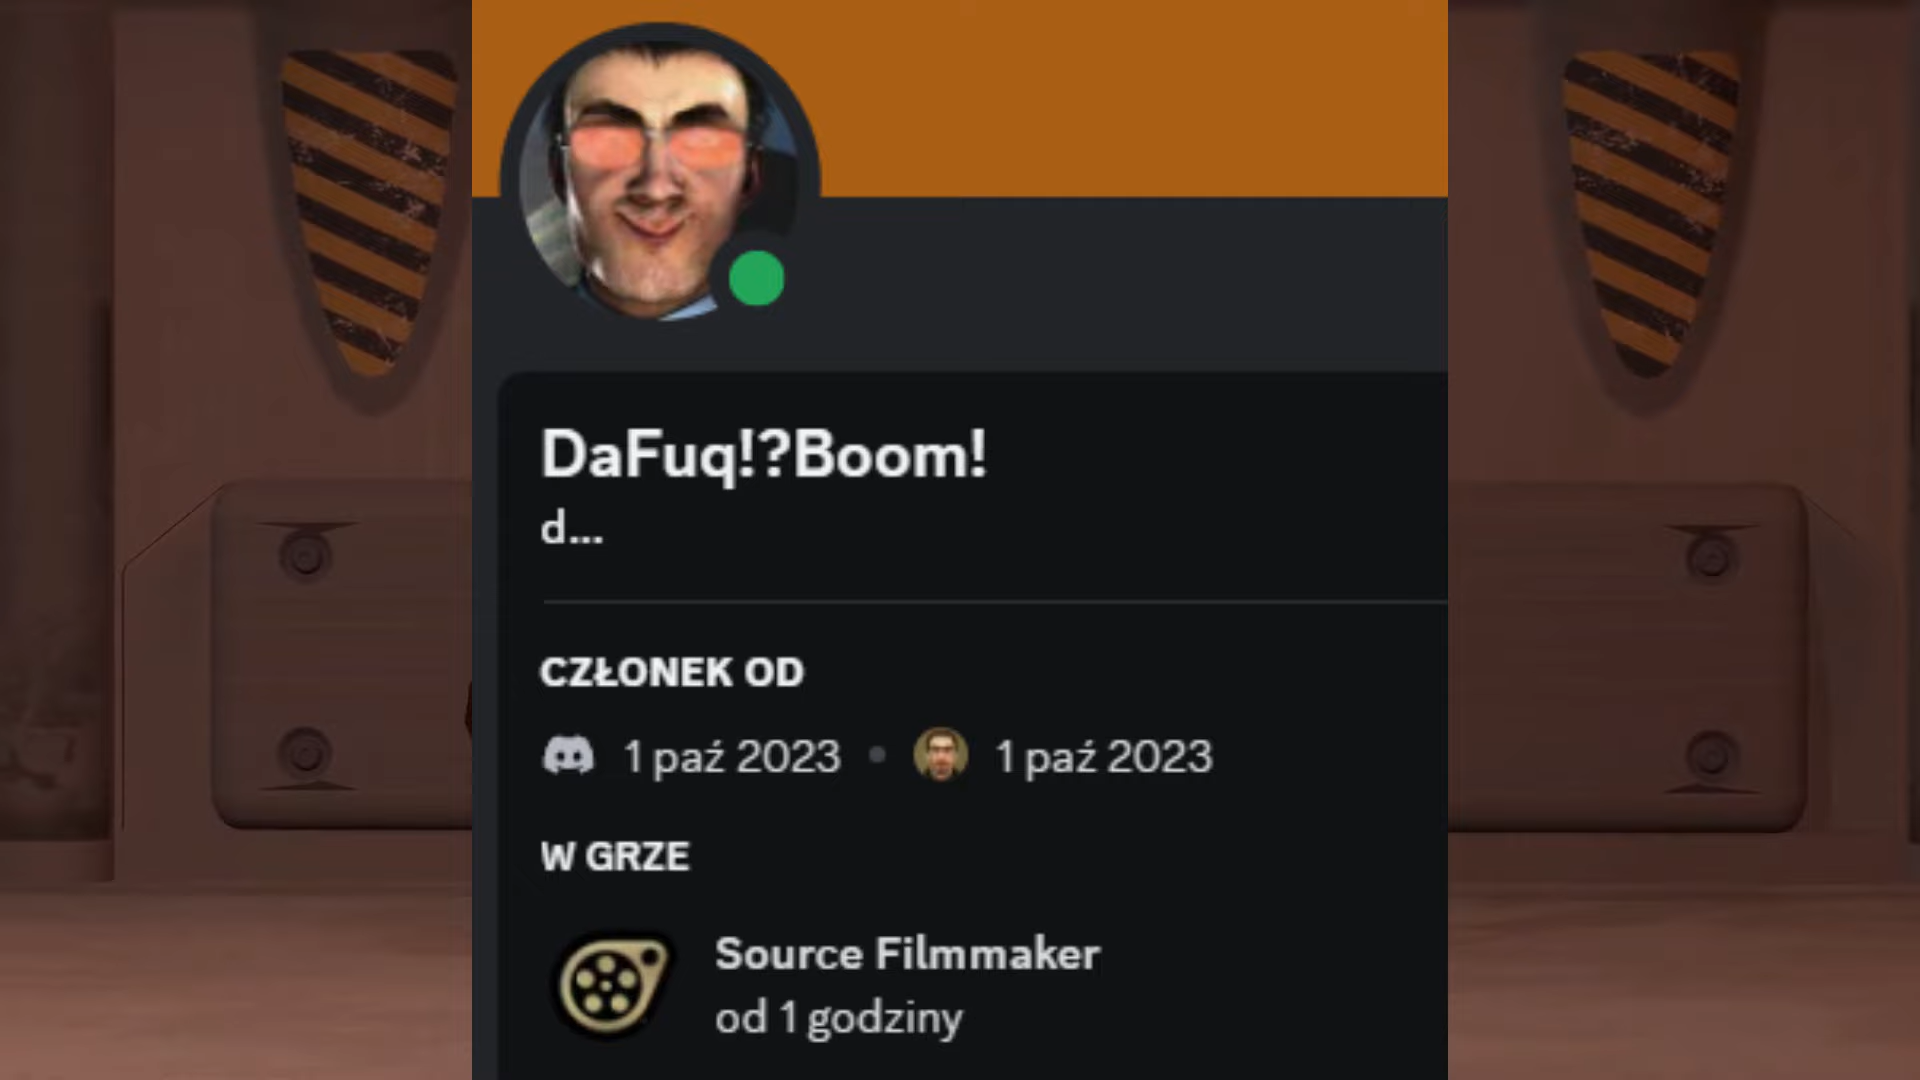 DaFuq!?Boom!
d...
CZŁONEK OD
1 paź 2023 • 1 paź 2023
W GRZE
Source Filmmaker
od 1 godziny